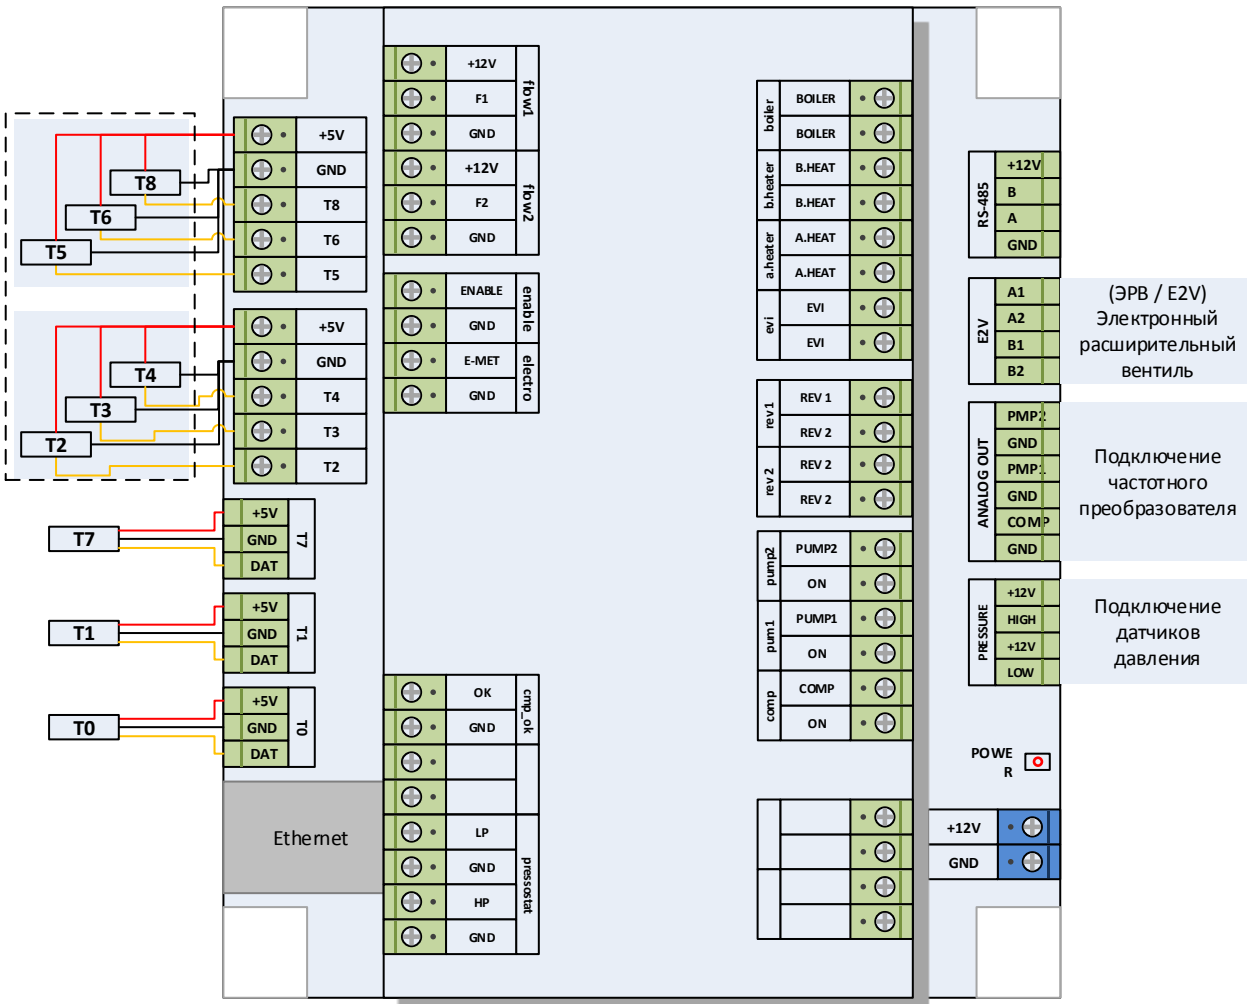 T8
T6
T5
T4
T3
T2
T7
T1
T0
+5V
GND
T8
T6
T5
+5V
GND
T4
T3
T2
+5V
GND
DAT
T7
+5V
GND
DAT
T1
+5V
GND
DAT
T0
Ethernet
+12V
F1
GND
flow1
+12V
F2
GND
flow2
ENABLE
GND
enable
E-MET
GND
electro
OK
GND
cmp_ok
LP
GND
HP
GND
pressostat
boiler
BOILER
BOILER
b.heater
B.HEAT
B.HEAT
a.heater
A.HEAT
A.HEAT
evi
EVI
EVI
rev1
REV 1
REV 2
rev 2
REV 2
REV 2
pump2
PUMP2
ON
pum1
PUMP1
ON
comp
COMP
ON
RS-485
+12V
B
A
GND
E2V
A1
A2
B1
B2
(ЭРВ / E2V)
Электронный
расширительный
вентиль
ANALOG OUT
PMP2
GND
PMP1
GND
COMP
GND
Подключение
частотного
преобразователя
PRESSURE
+12V
HIGH
+12V
LOW
Подключение
датчиков
давления
POWE
R
+12V
GND